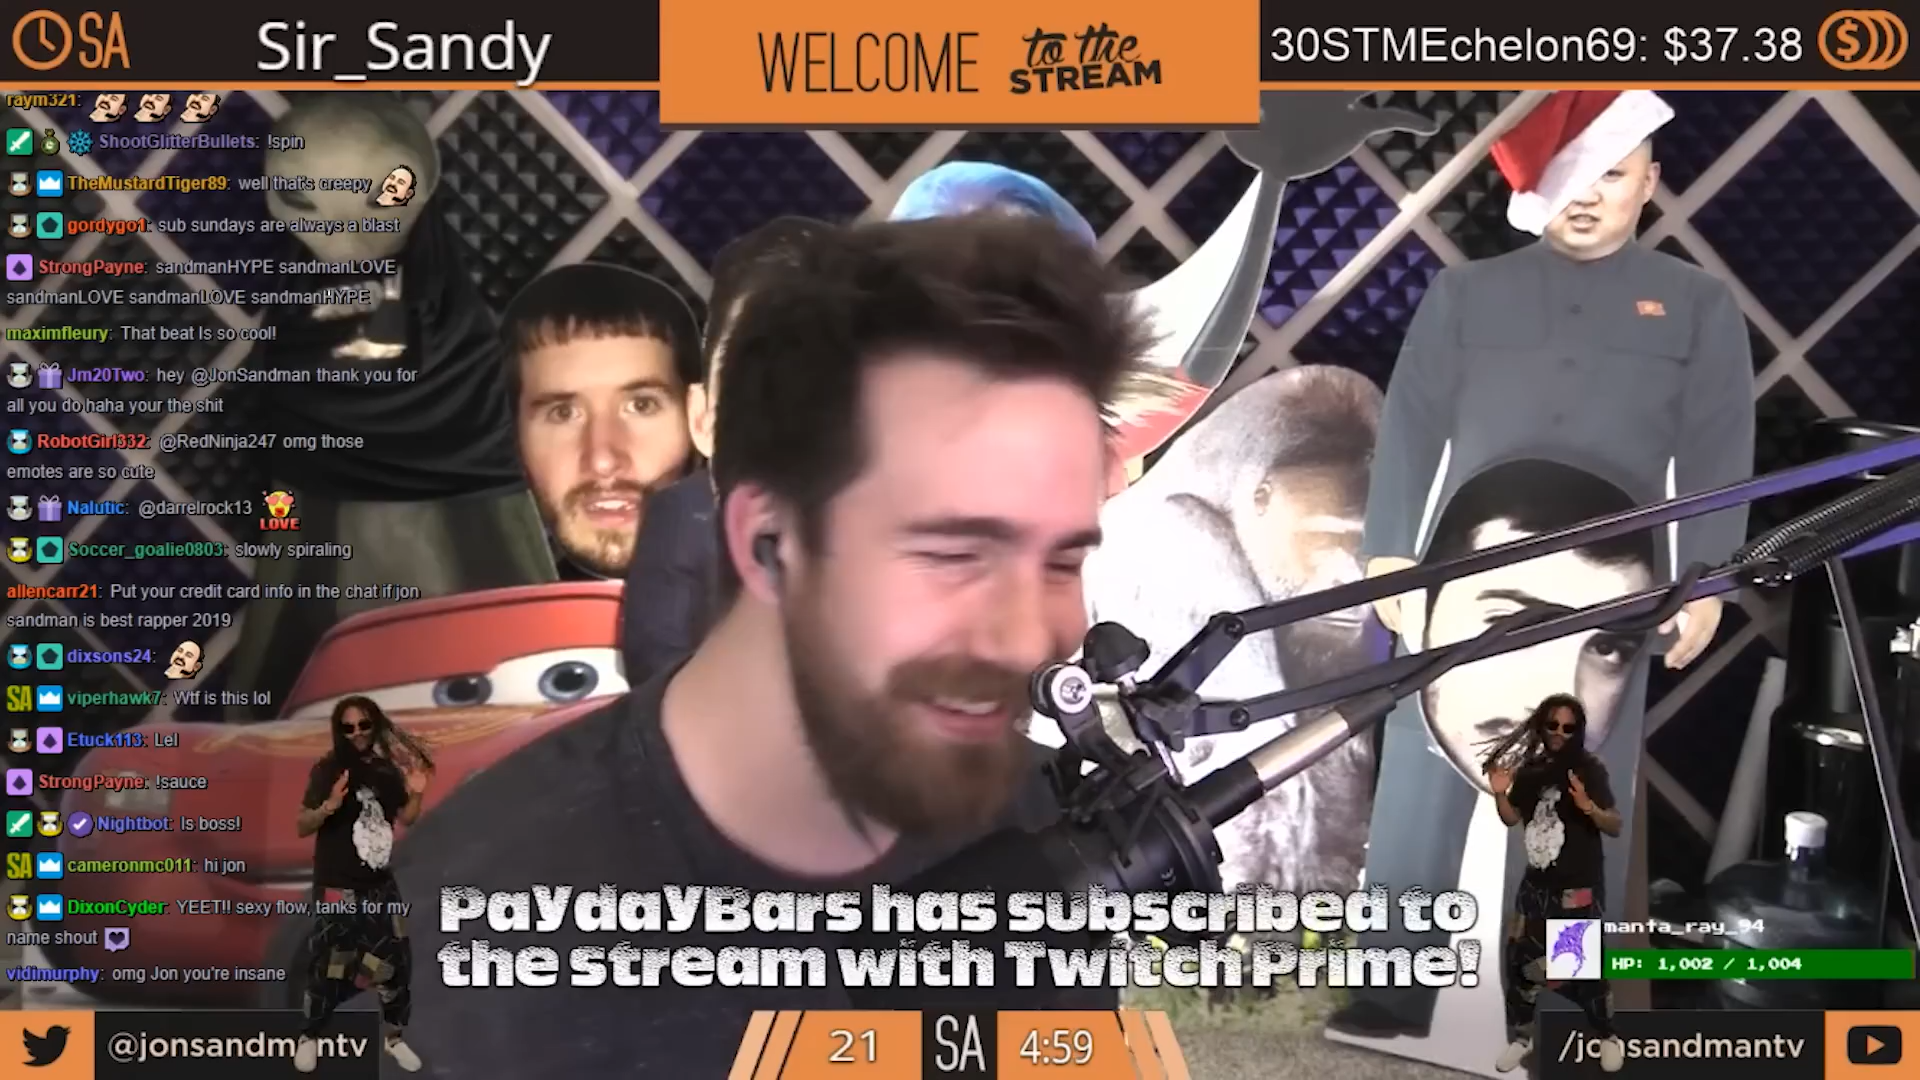 SA
Sir_Sandy
WELCOME to the STREAM
30STMEchelon69: $37.38
raym321:
ShootGlitterBullets: !spin
TheMustardTiger89: well that's creepy
gordygo1: sub sundays are always a blast
StrongPayne: sandmanHYPE sandmanLOVE
sandmanLOVE sandmanLOVE sandmanHYPE
maximfleury: That beat Is so cool!
Jm20Two: hey @JonSandman thank you for
all you do haha your the shit
RobotGirl332: @RedNinja247 omg those
emotes are so cute
Nalutic: @darrelrock13 LOVE
Soccer_goalie0803: slowly spiraling
allencarr21: Put your credit card info in the chat if jon
sandman is best rapper 2019
dixsons24:
SA viperhawk7: Wtf is this lol
Etuck113: Lel
StrongPayne: !sauce
Nightbot: Is boss!
SA cameronmc011: hi jon
DixonCyder: YEET!! sexy flow, tanks for my
name shout
vidimurphy: omg Jon you're insane
PaydayBars has subscribed to
the stream with Twitch Prime!
manta_ray_94
HP: 1,002 / 1,004
@jonsandmantv
21 SA 4:59
/jonsandmantv